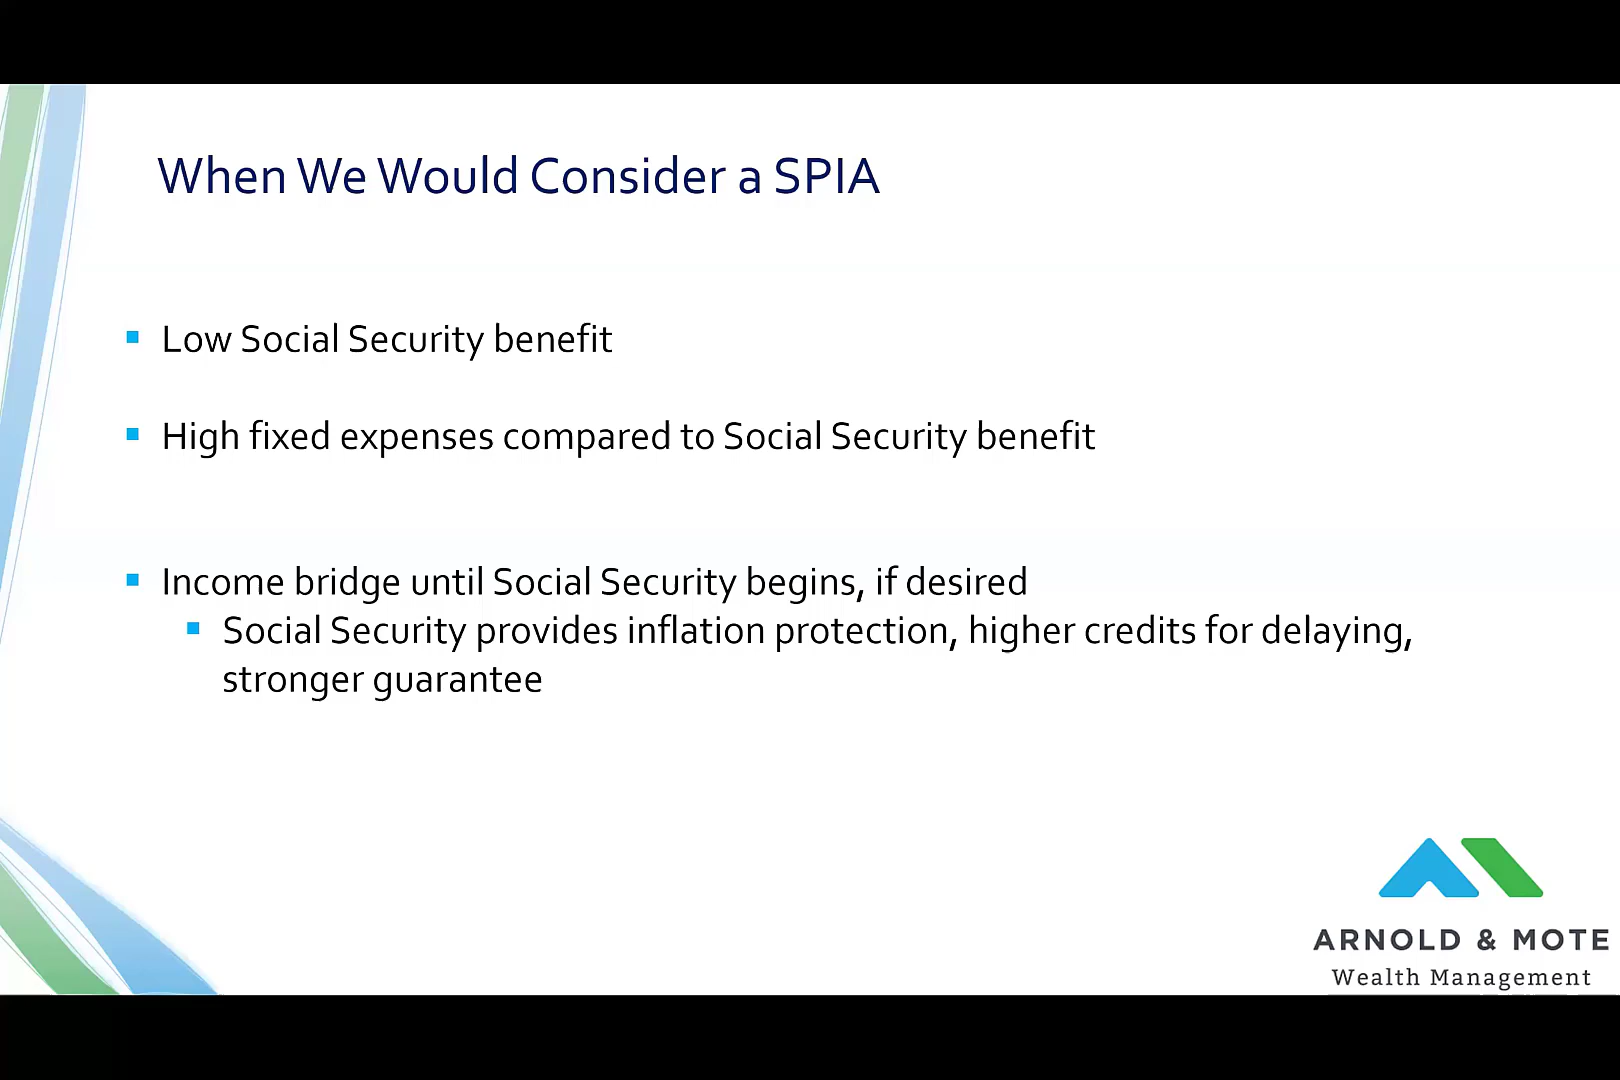 When We Would Consider a SPIA
Low Social Security benefit
High fixed expenses compared to Social Security benefit
Income bridge until Social Security begins, if desired
Social Security provides inflation protection, higher credits for delaying,
stronger guarantee
ARNOLD & MOTE
Wealth Management